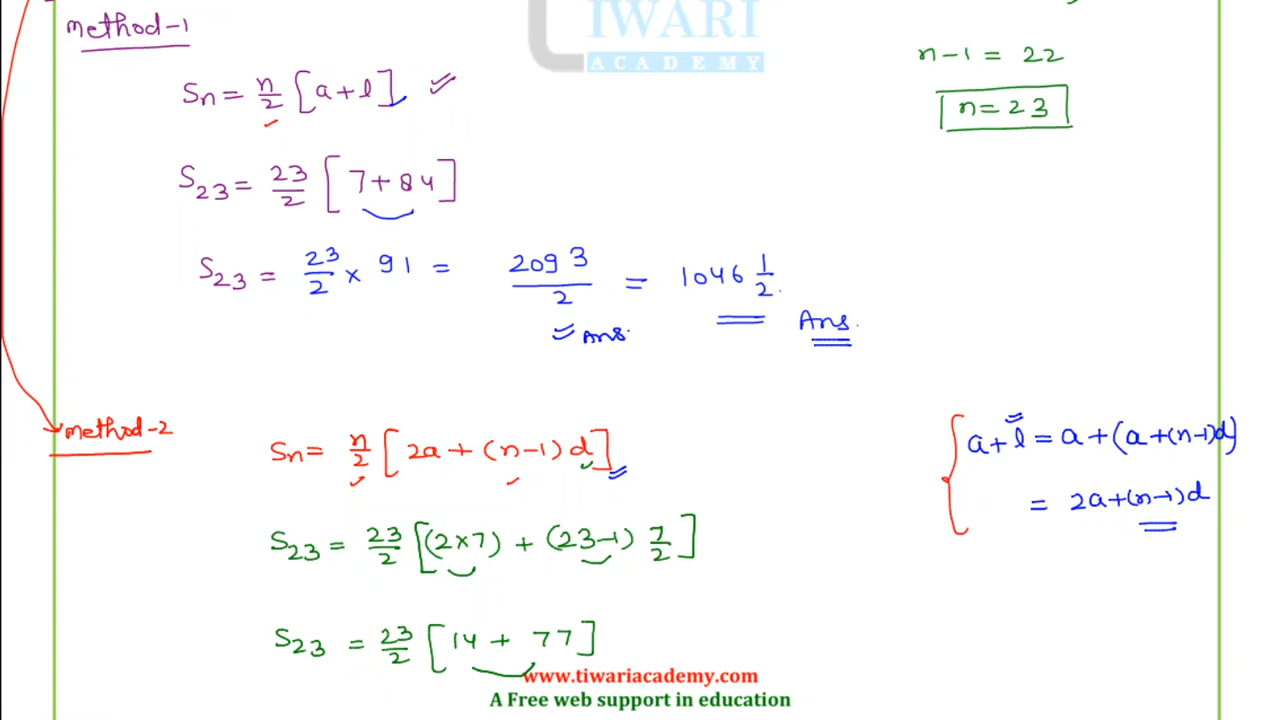 TIWARI
ACADEMY
method-1
n-1 = 22
Sn = n/2 [a+l]
n=23
S23 = 23/2 [7+84]
S23 = 23/2 × 91 = 2093/2 = 1046 1/2.
Ans.
Ans.
method-2
Sn = n/2 [2a + (n-1) d]
a+l = a+(a+(n-1)d)
= 2a+(n-1)d
S23 = 23/2 [(2×7) + (23-1) 7/2]
S23 = 23/2 [14 + 77]
www.tiwariacademy.com
A Free web support in education